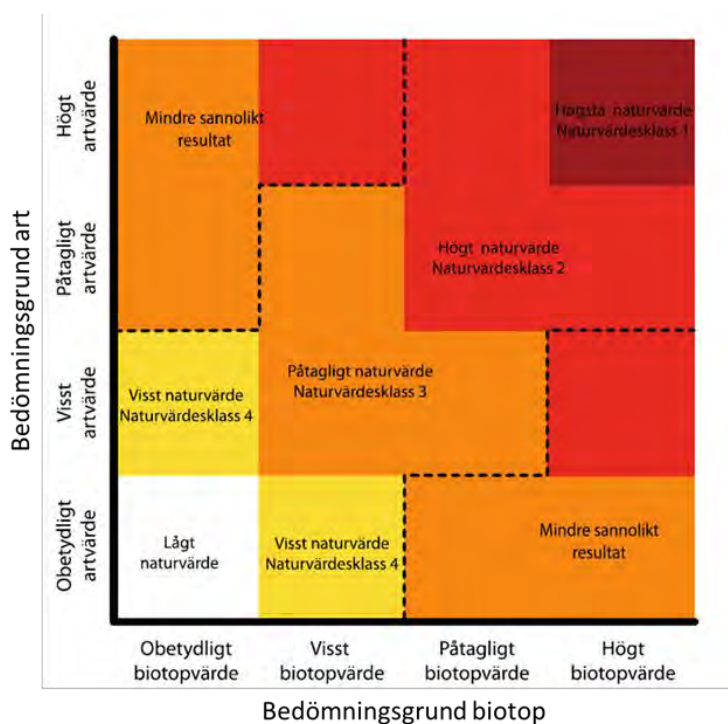 Bedömningsgrund art
Högt
artvärde
Påtagligt
artvärde
Visst
artvärde
Obetydligt
artvärde
Mindre sannolikt
resultat
Högsta naturvärde
Naturvärdesklass 1
Högt naturvärde
Naturvärdesklass 2
Påtagligt naturvärde
Naturvärdesklass 3
Visst naturvärde
Naturvärdesklass 4
Lågt
naturvärde
Visst naturvärde
Naturvärdesklass 4
Mindre sannolikt
resultat
Obetydligt
biotopvärde
Visst
biotopvärde
Påtagligt
biotopvärde
Högt
biotopvärde
Bedömningsgrund biotop